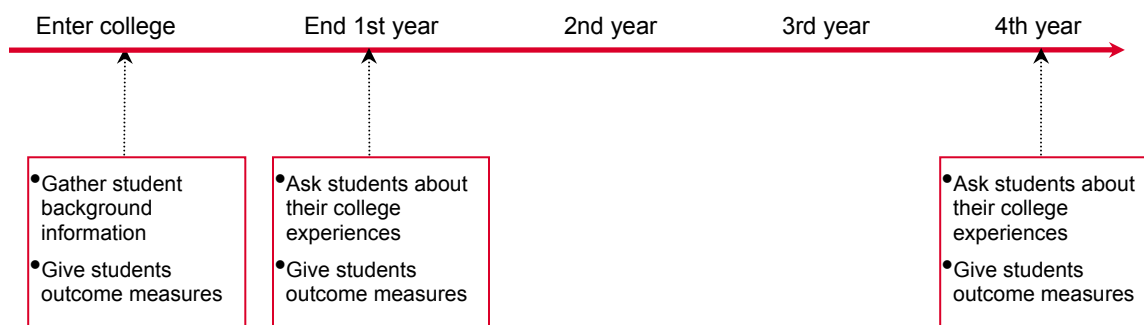 Enter college
End 1st year
2nd year
3rd year
4th year
•Gather student
background
information
•Give students
outcome measures
•Ask students about
their college
experiences
•Give students
outcome measures
•Ask students about
their college
experiences
•Give students
outcome measures